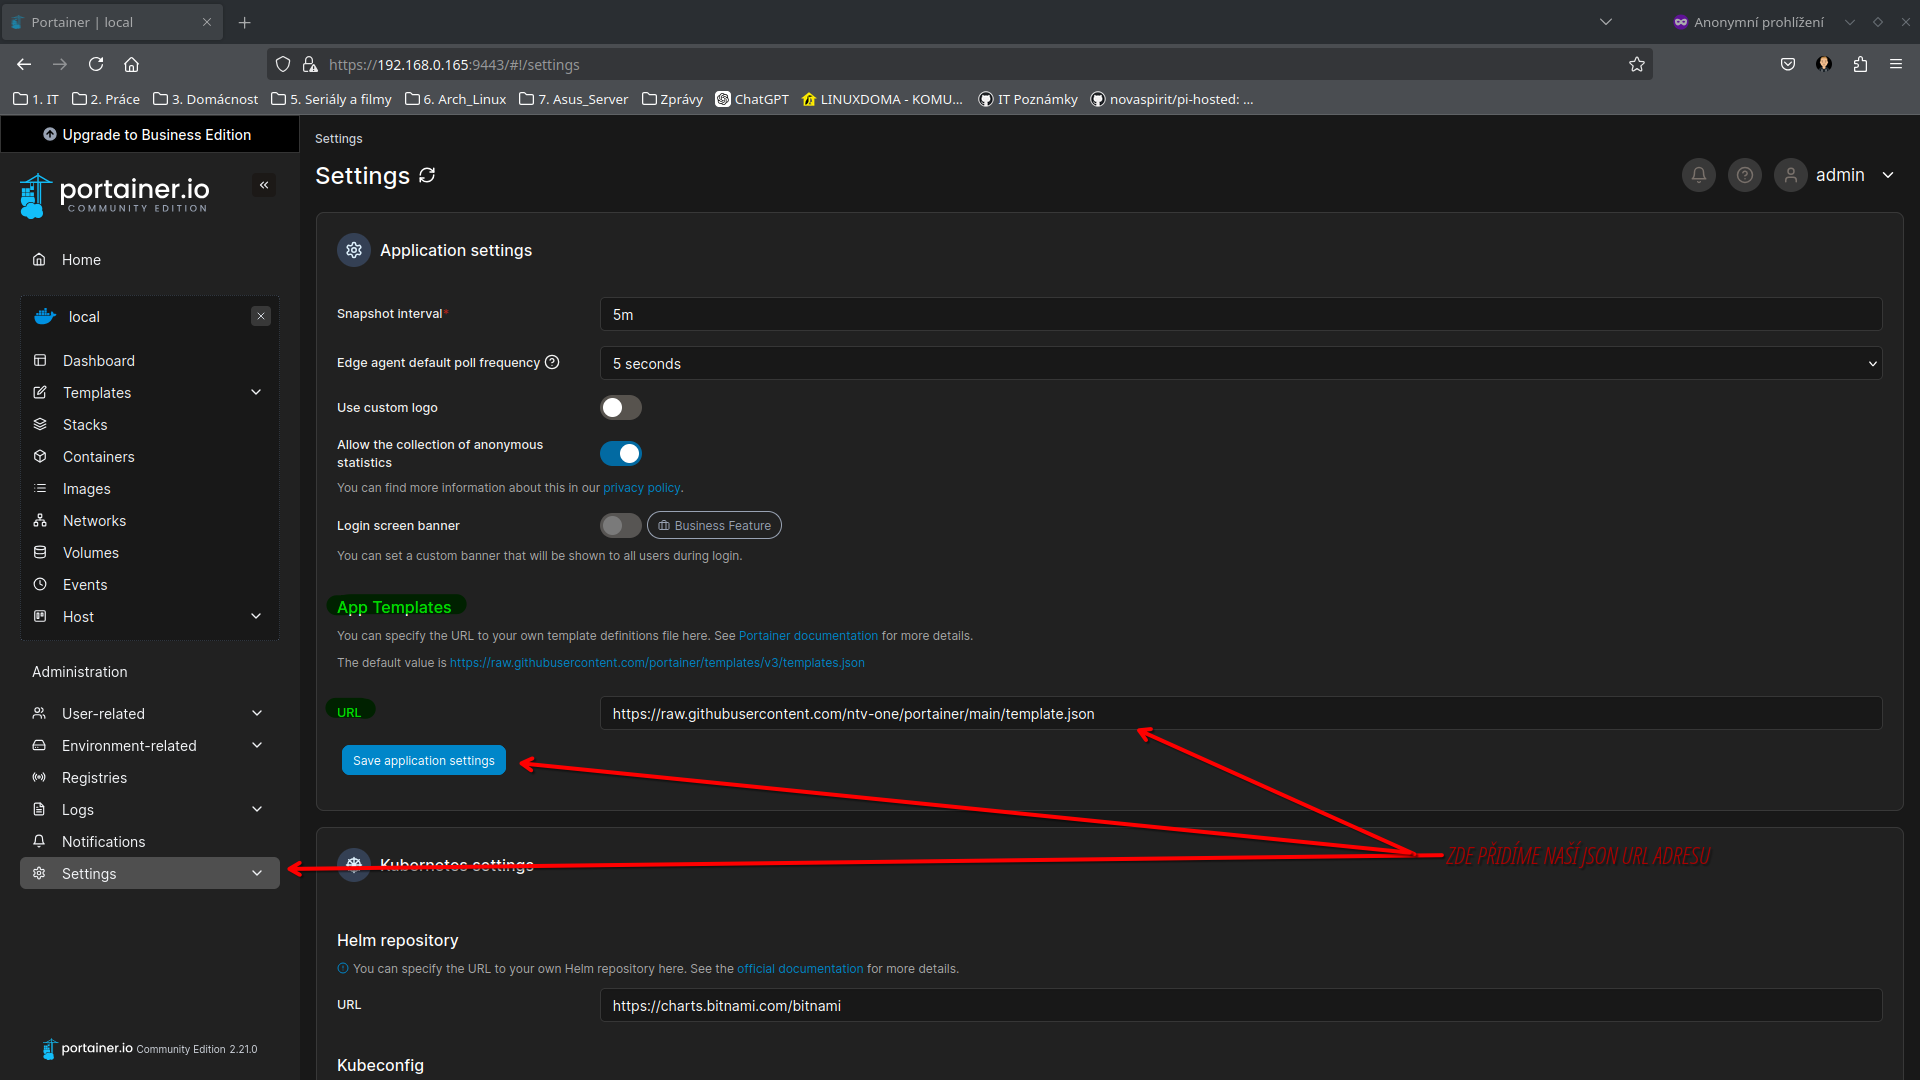 Portainer | local
Anonymní prohlížení
https://192.168.0.165:9443/#!/settings
1. IT
2. Práce
3. Domácnost
5. Seriály a filmy
6. Arch_Linux
7. Asus_Server
Zprávy
ChatGPT
LINUXDOMA - KOMU...
IT Poznámky
novaspirit/pi-hosted: ...
Upgrade to Business Edition
portainer.io
COMMUNITY EDITION
Home
local
Dashboard
Templates
Stacks
Containers
Images
Networks
Volumes
Events
Host
Administration
User-related
Environment-related
Registries
Logs
Notifications
Settings
portainer.io Community Edition 2.21.0
Settings
Settings
admin
Application settings
Snapshot interval*
5m
Edge agent default poll frequency
5 seconds
Use custom logo
Allow the collection of anonymous
statistics
You can find more information about this in our privacy policy.
Login screen banner
Business Feature
You can set a custom banner that will be shown to all users during login.
App Templates
You can specify the URL to your own template definitions file here. See Portainer documentation for more details.
The default value is https://raw.githubusercontent.com/portainer/templates/v3/templates.json
URL
https://raw.githubusercontent.com/ntv-one/portainer/main/template.json
Save application settings
ZDE PŘIDÍME NAŠÍ JSON URL ADRESU
Kubernetes settings
Helm repository
You can specify the URL to your own Helm repository here. See the official documentation for more details.
URL
https://charts.bitnami.com/bitnami
Kubeconfig